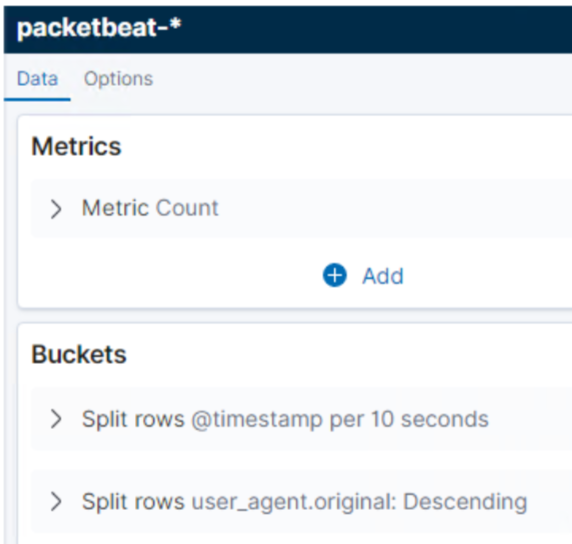 packetbeat-*
Data Options
Metrics
Metric Count
Add
Buckets
Split rows @timestamp per 10 seconds
Split rows user_agent.original: Descending